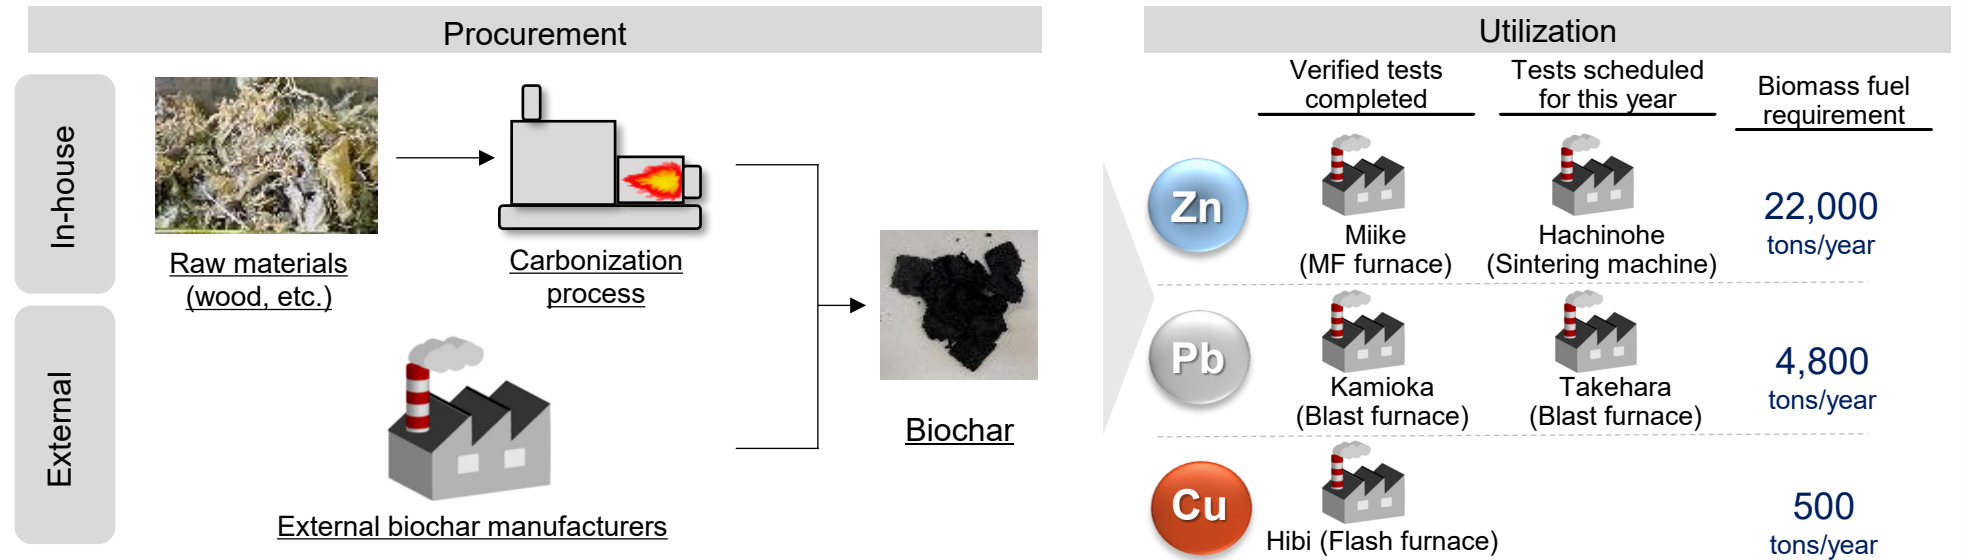 Procurement
In-house
Raw materials
(wood, etc.)
Carbonization
process
External
External biochar manufacturers
Biochar
Utilization
Verified tests
completed
Tests scheduled
for this year
Biomass fuel
requirement
Zn
Miike
(MF furnace)
Hachinohe
(Sintering machine)
22,000
tons/year
Pb
Kamioka
(Blast furnace)
Takehara
(Blast furnace)
4,800
tons/year
Cu
Hibi (Flash furnace)
500
tons/year